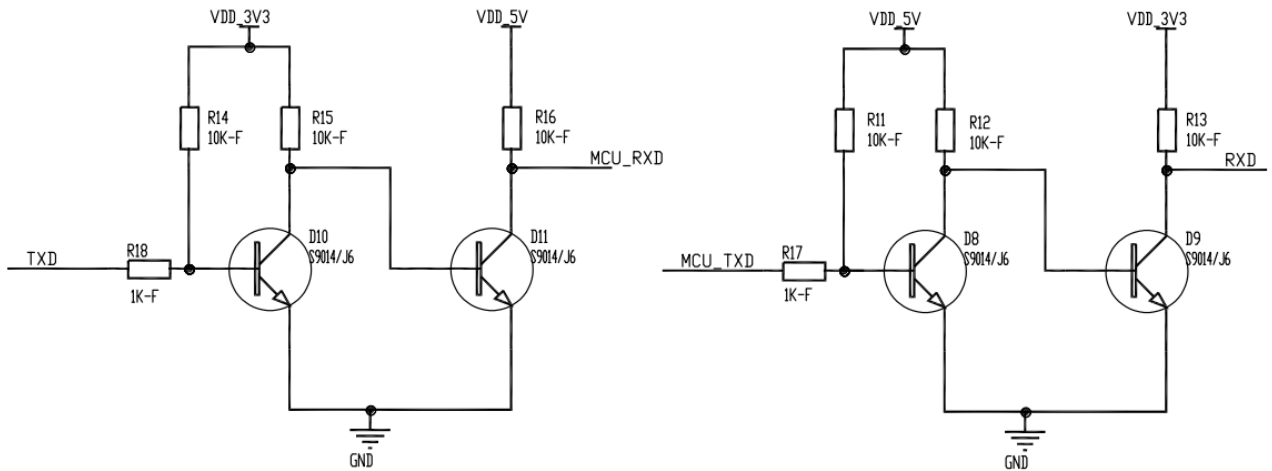 VDD_3V3
VDD_5V
R14
10K-F
R15
10K-F
R16
10K-F
MCU_RXD
D10
S9014/J6
D11
S9014/J6
TXD
R18
1K-F
GND
VDD_5V
VDD_3V3
R11
10K-F
R12
10K-F
R13
10K-F
RXD
D8
S9014/J6
D9
S9014/J6
MCU_TXD
R17
1K-F
GND